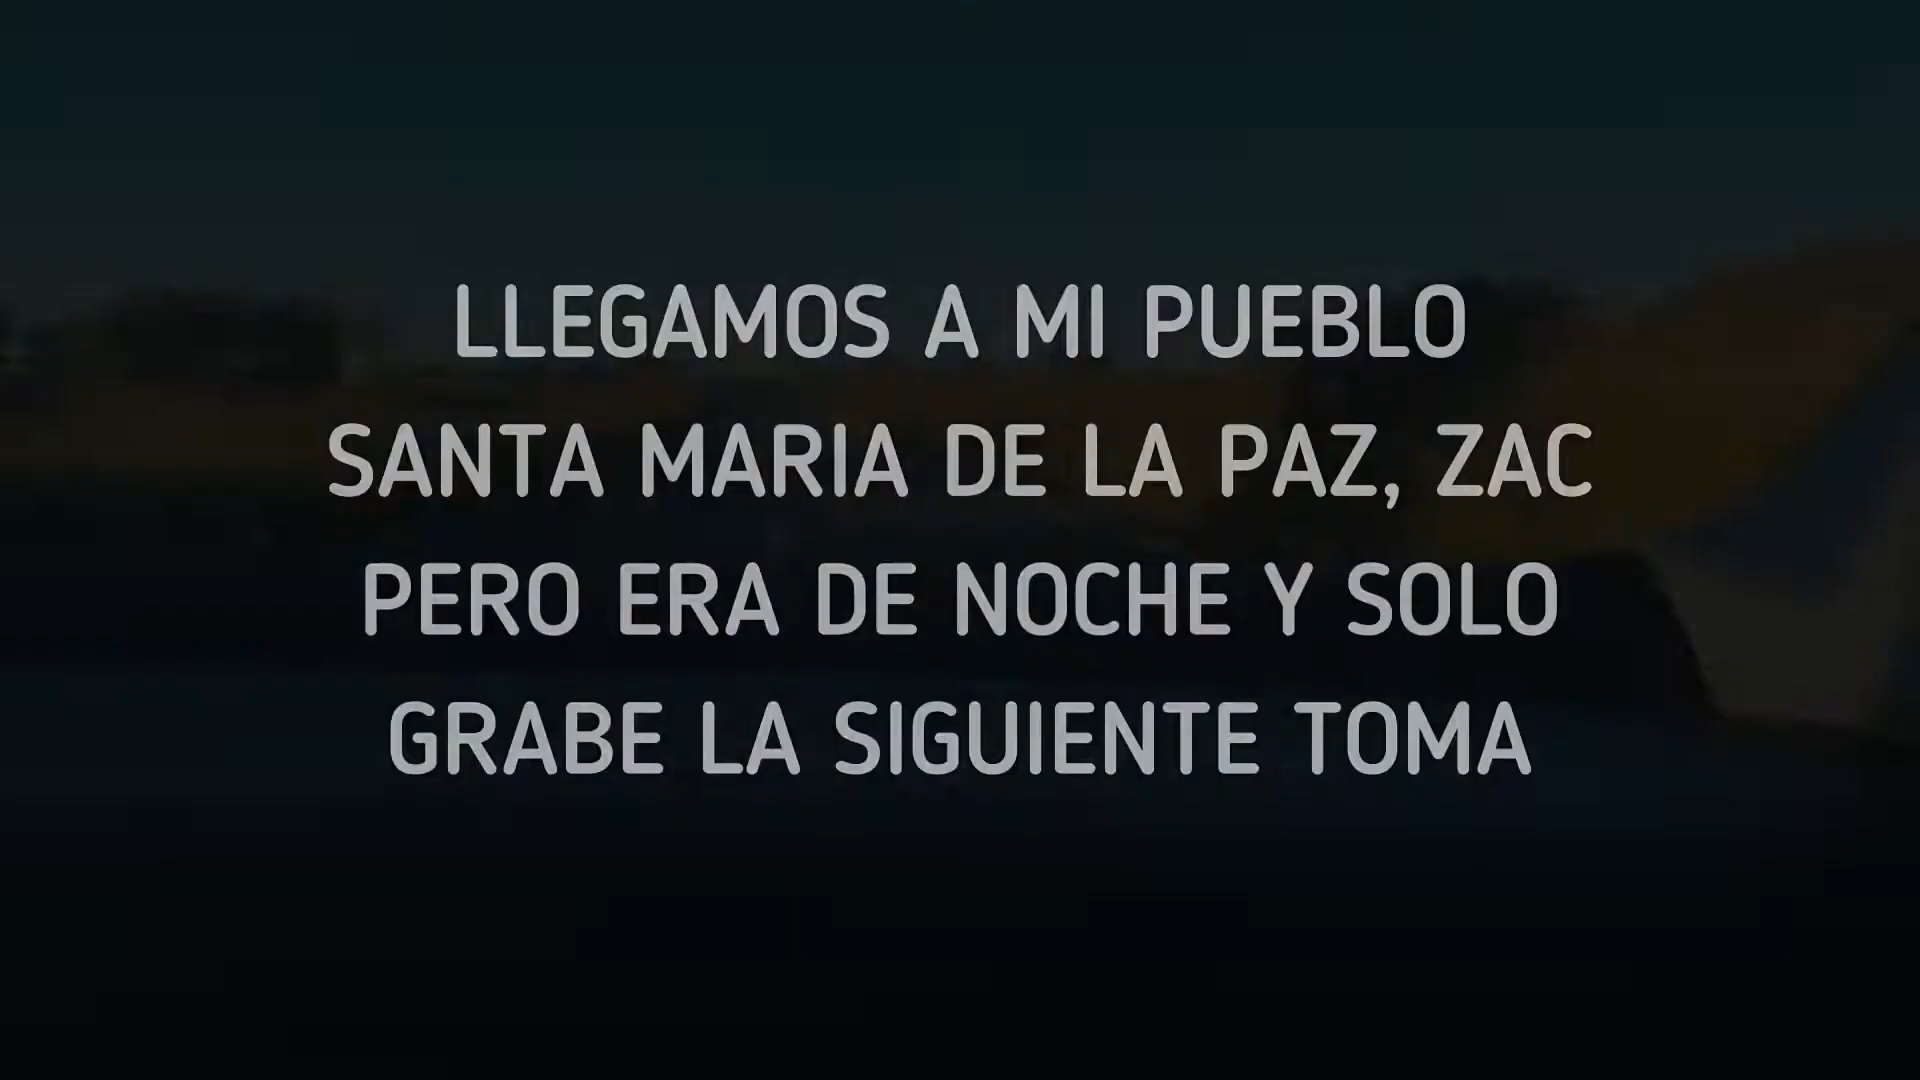 LLEGAMOS A MI PUEBLO
SANTA MARIA DE LA PAZ, ZAC
PERO ERA DE NOCHE Y SOLO
GRABE LA SIGUIENTE TOMA